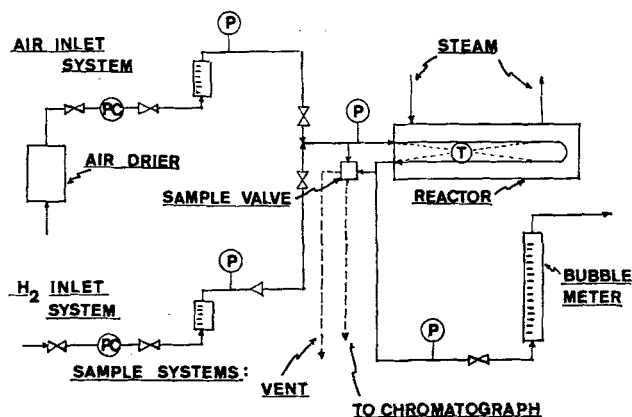 AIR INLET
SYSTEM
P
PC
AIR DRIER
STEAM
P
T
SAMPLE VALVE
REACTOR
H2 INLET
SYSTEM
P
PC
SAMPLE SYSTEMS:
VENT
TO CHROMATOGRAPH
P
BUBBLE
METER